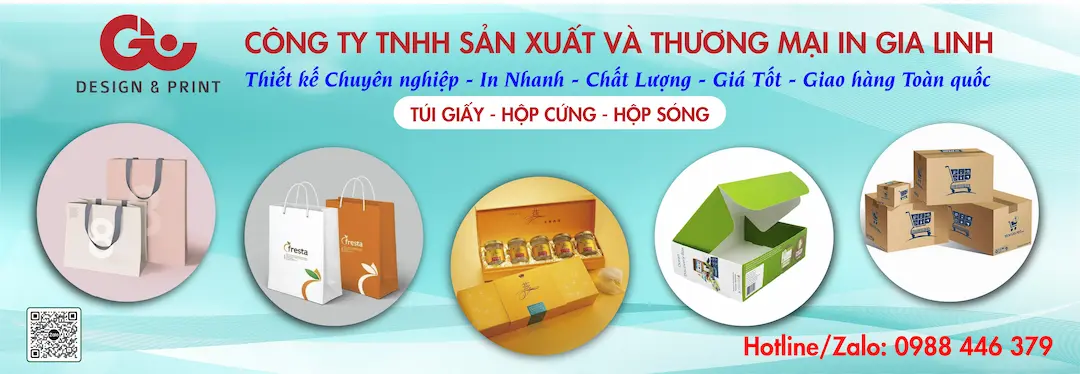 CÔNG TY TNHH SẢN XUẤT VÀ THƯƠNG MẠI IN GIA LINH
DESIGN & PRINT
Thiết kế Chuyên nghiệp - In Nhanh - Chất Lượng - Giá Tốt - Giao hàng Toàn quốc
TÚI GIẤY - HỘP CỨNG - HỘP SÓNG
fresta
fresta
Hotline/Zalo: 0988 446 379